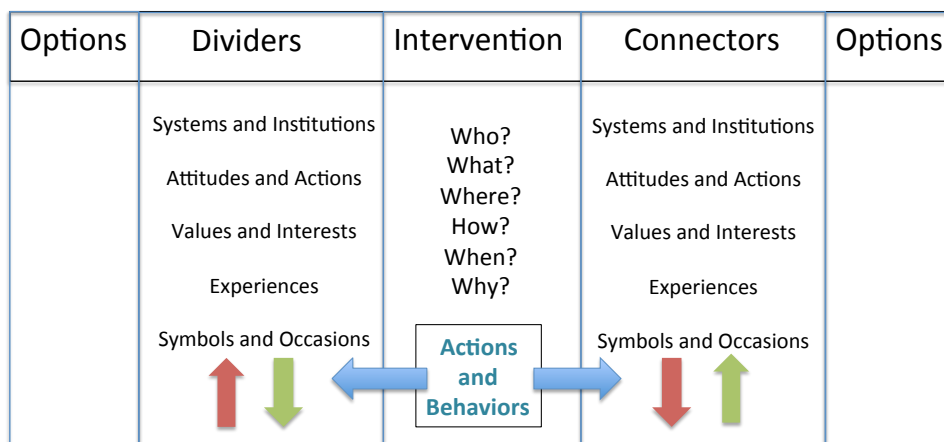 Options
Dividers
Intervention
Connectors
Options
Systems and Institutions
Attitudes and Actions
Values and Interests
Experiences
Symbols and Occasions
Who?
What?
Where?
How?
When?
Why?
Actions
and
Behaviors
Systems and Institutions
Attitudes and Actions
Values and Interests
Experiences
Symbols and Occasions